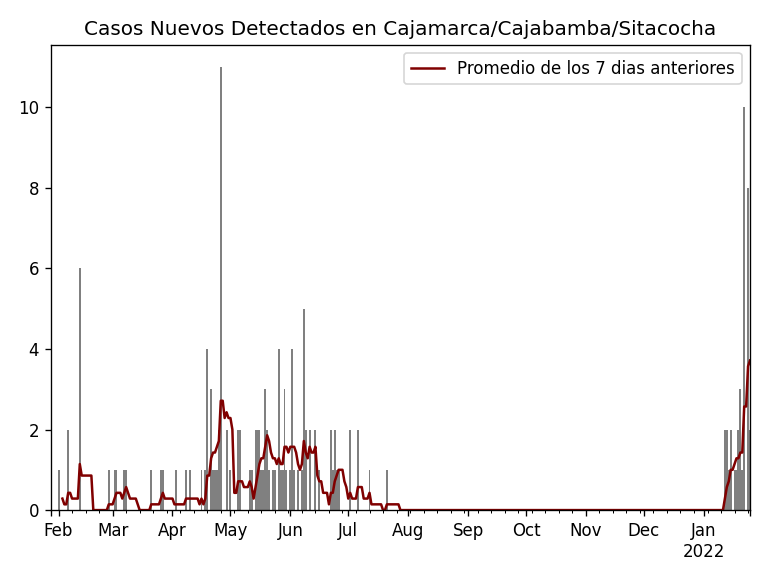 Casos Nuevos Detectados en Cajamarca/Cajabamba/Sitacocha
Promedio de los 7 dias anteriores
10
8
6
4
2
0
Feb Mar Apr May Jun Jul Aug Sep Oct Nov Dec Jan
2022